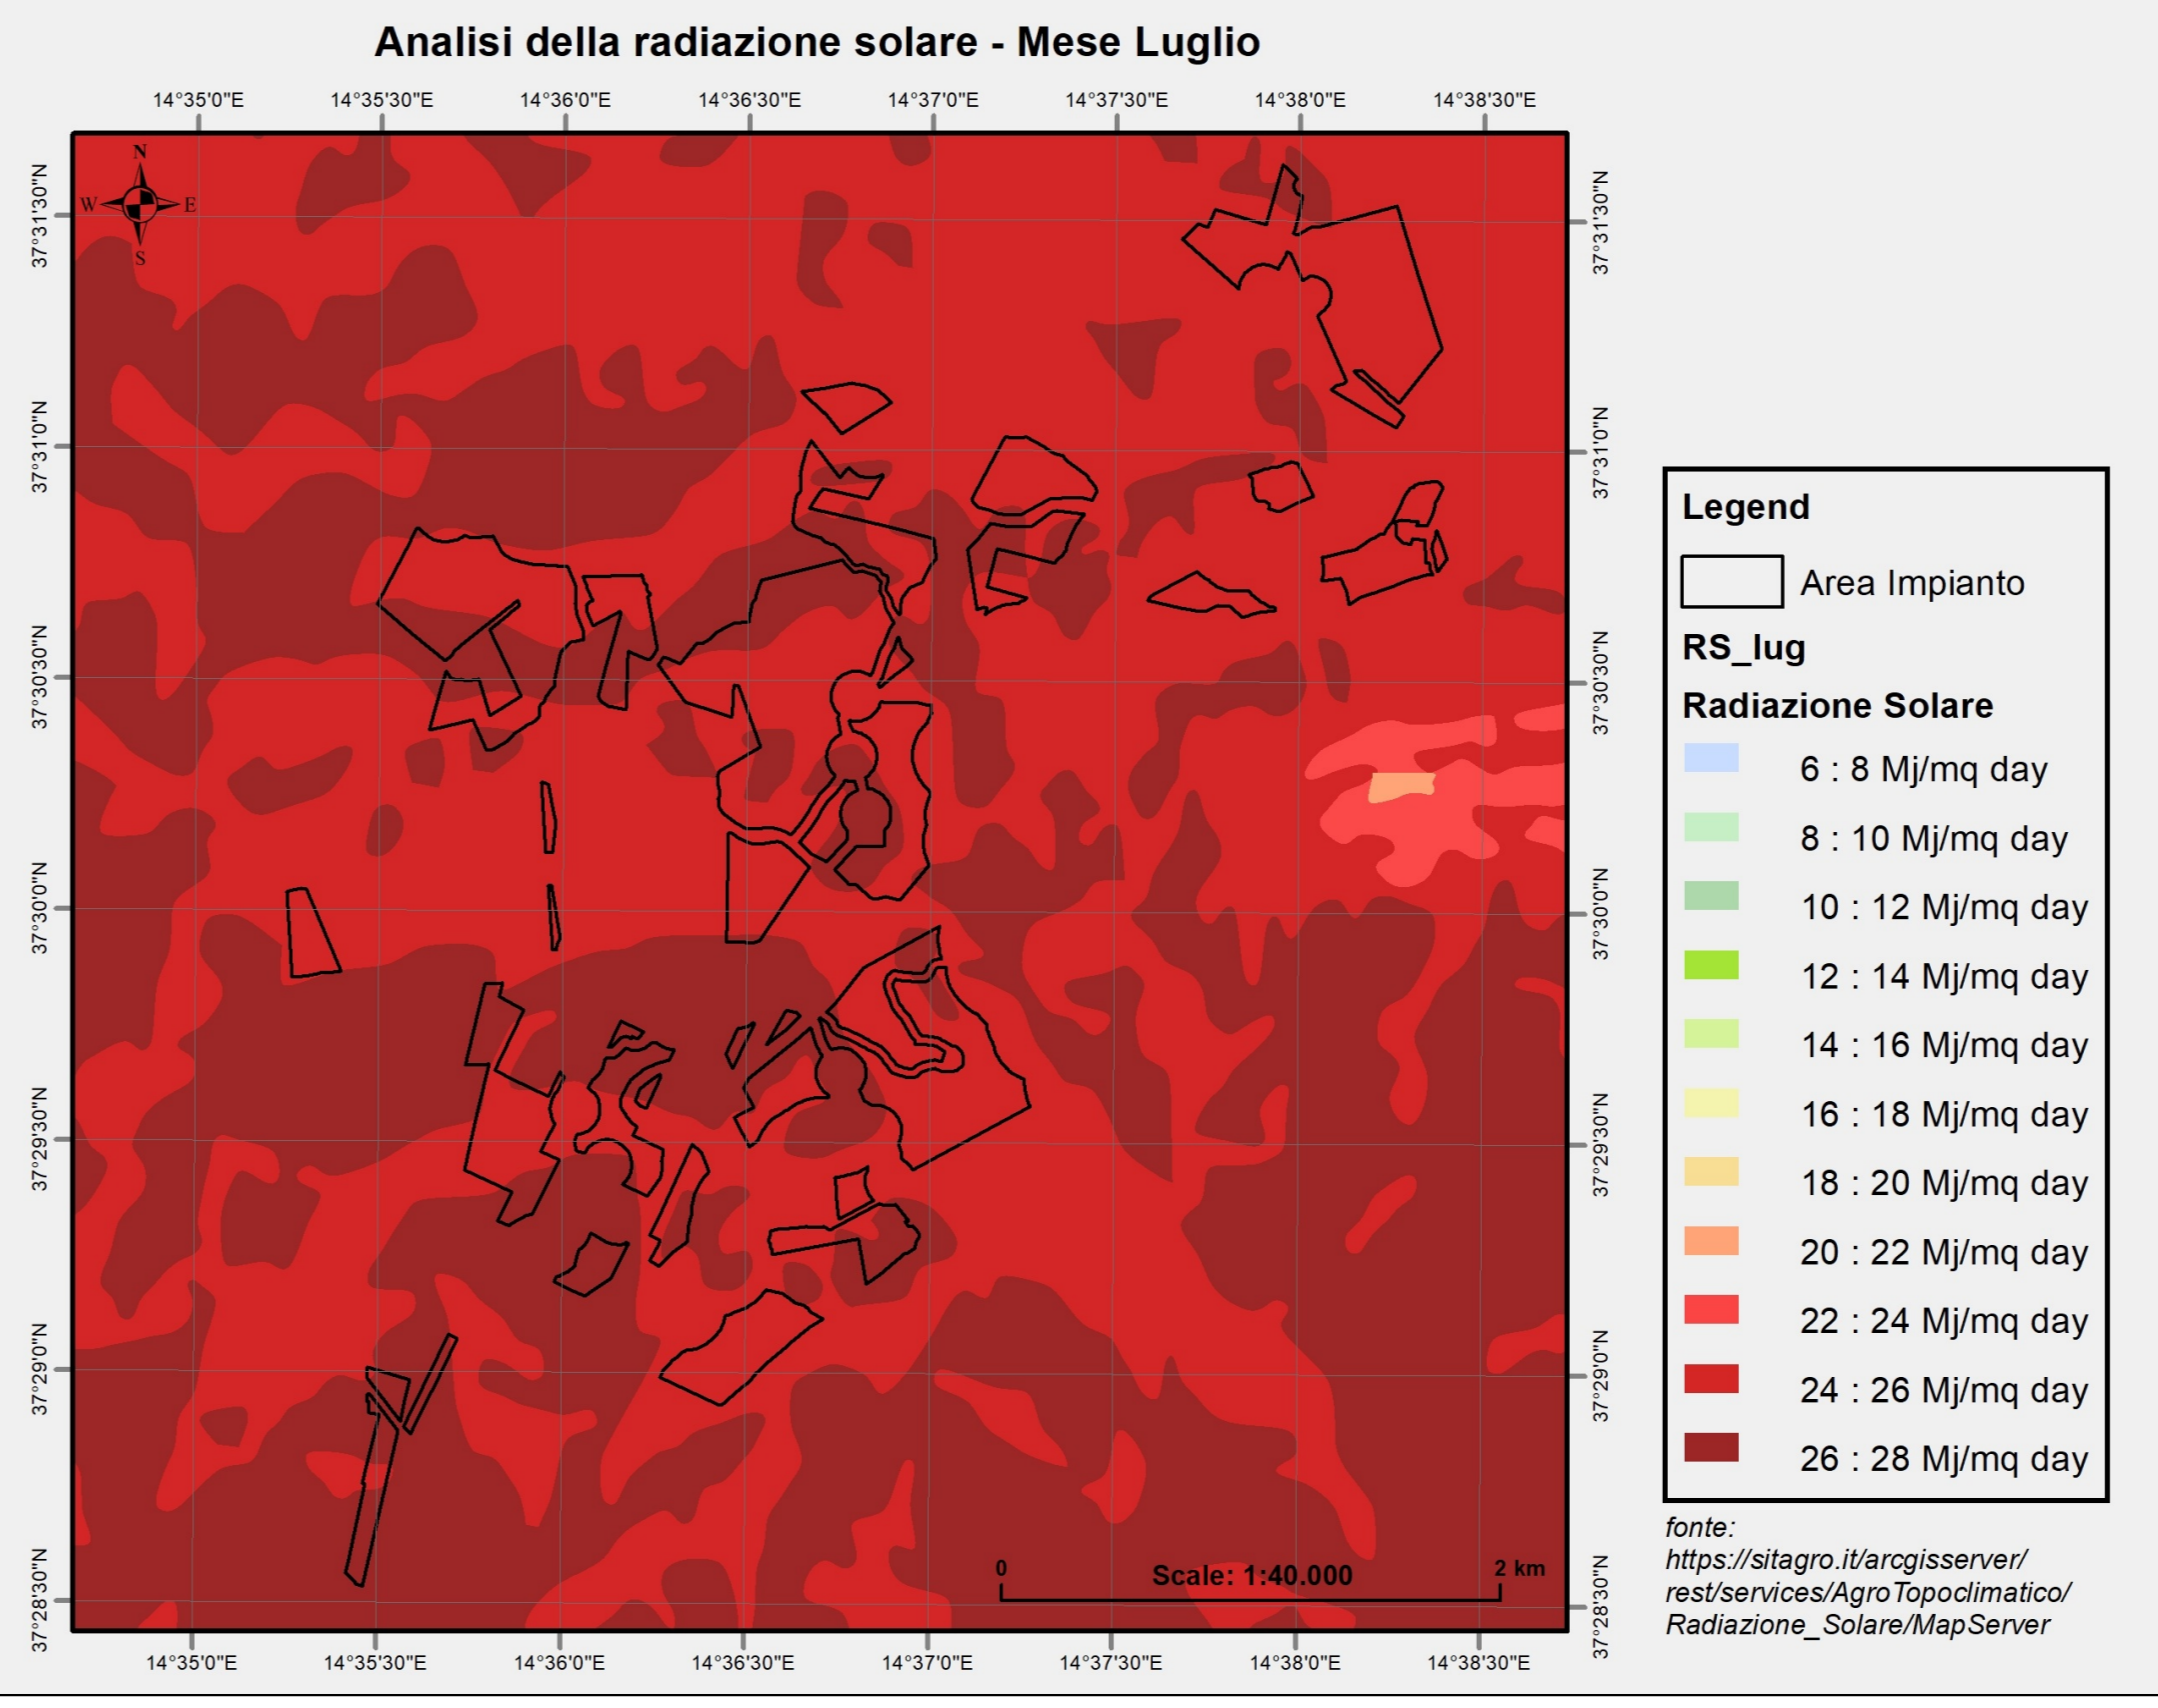 Analisi della radiazione solare - Mese Luglio
14°35'0"E 14°35'30"E 14°36'0"E 14°36'30"E 14°37'0"E 14°37'30"E 14°38'0"E 14°38'30"E
N
W E
S
37°31'30"N
37°31'0"N
37°30'30"N
37°30'0"N
37°29'30"N
37°29'0"N
37°28'30"N
37°31'30"N
37°31'0"N
37°30'30"N
37°30'0"N
37°29'30"N
37°29'0"N
37°28'30"N
0 Scale: 1:40.000 2 km
14°35'0"E 14°35'30"E 14°36'0"E 14°36'30"E 14°37'0"E 14°37'30"E 14°38'0"E 14°38'30"E
Legend
Area Impianto
RS_lug
Radiazione Solare
6 : 8 Mj/mq day
8 : 10 Mj/mq day
10 : 12 Mj/mq day
12 : 14 Mj/mq day
14 : 16 Mj/mq day
16 : 18 Mj/mq day
18 : 20 Mj/mq day
20 : 22 Mj/mq day
22 : 24 Mj/mq day
24 : 26 Mj/mq day
26 : 28 Mj/mq day
fonte:
https://sitagro.it/arcgisserver/
rest/services/AgroTopoclimatico/
Radiazione_Solare/MapServer